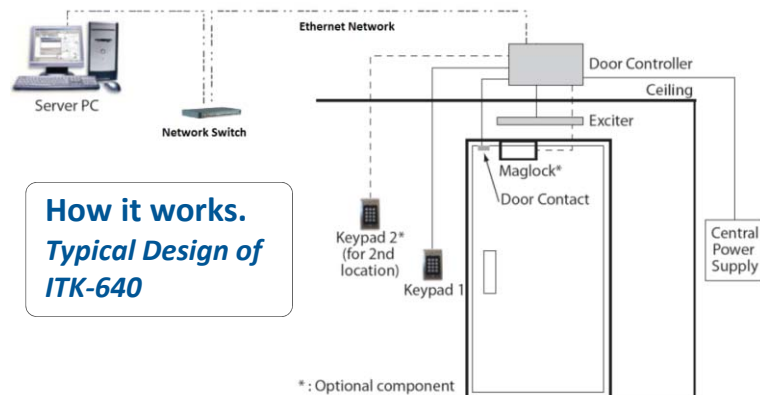 Ethernet Network
Server PC
Network Switch
Door Controller
Ceiling
Exciter
Maglock*
Door Contact
How it works.
Typical Design of
ITK-640
Keypad 2*
(for 2nd
location)
Keypad 1
Central
Power
Supply
* : Optional component